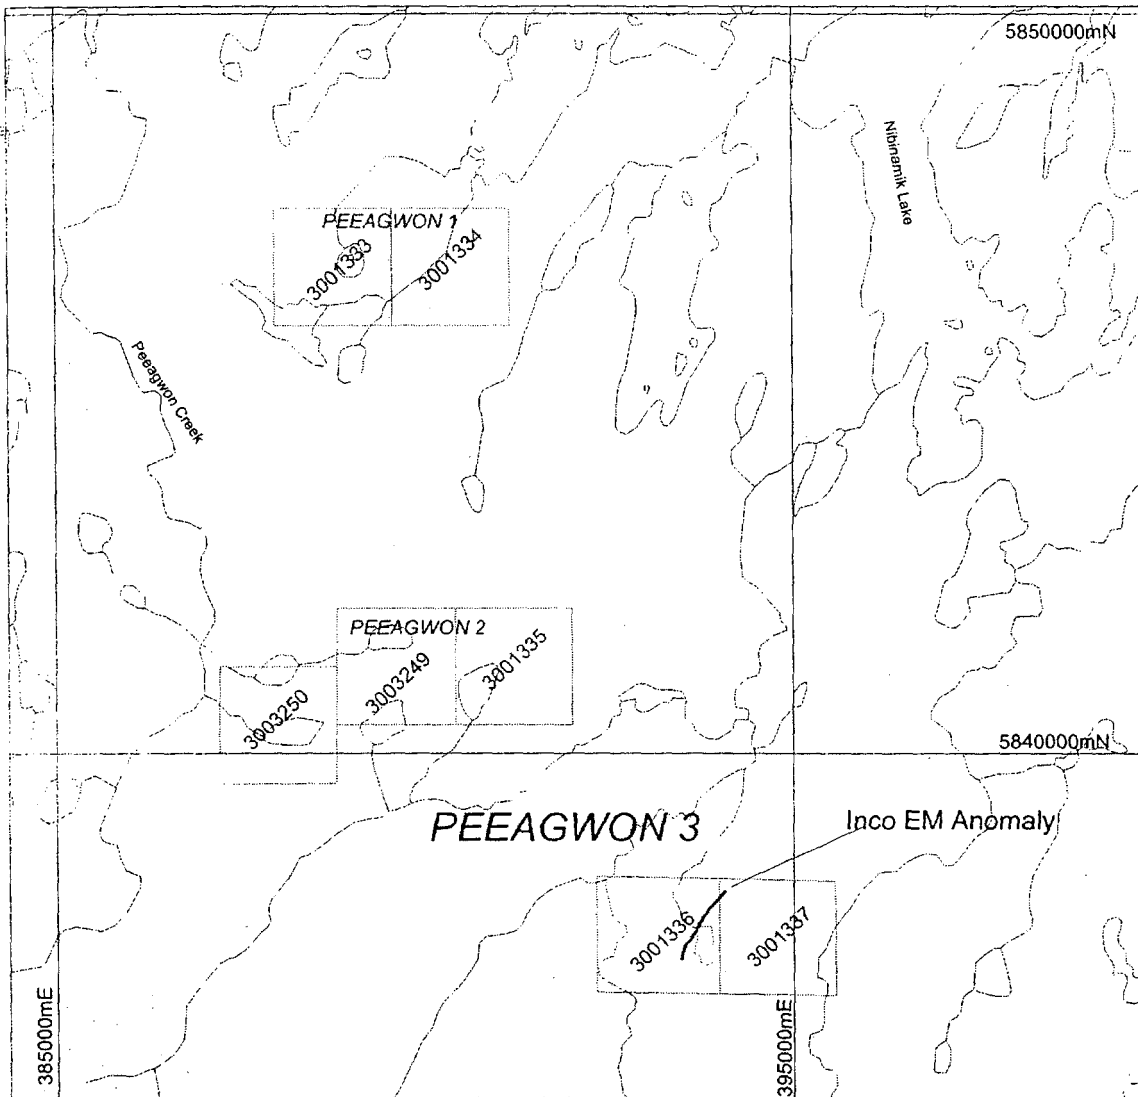 5850000mN
Nibinamik Lake
PEEAGWON 1
3001333
3001334
Peeagwon Creek
PEEAGWON 2
3003250
3003249
3001335
5840000mN
PEEAGWON 3
Inco EM Anomaly
3001336
3001337
385000mE
395000mE